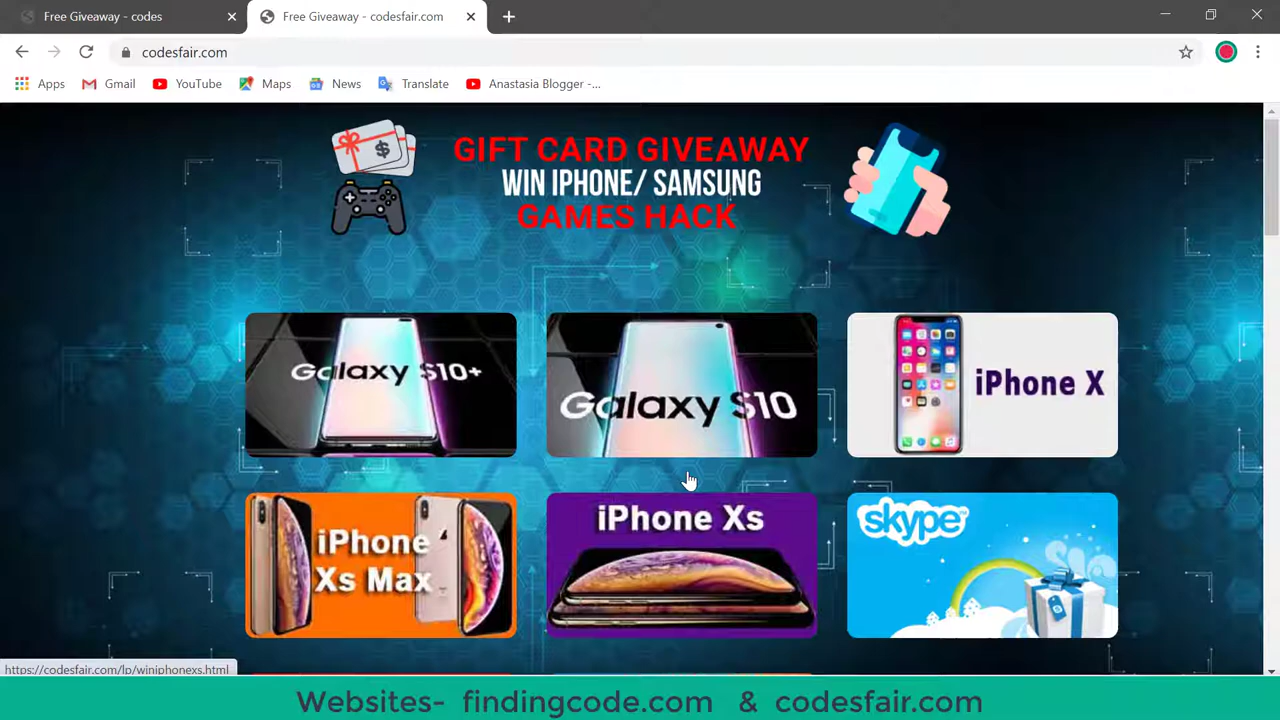 Free Giveaway - codes
Free Giveaway - codesfair.com
codesfair.com
Apps Gmail YouTube Maps News Translate Anastasia Blogger -...
GIFT CARD GIVEAWAY
WIN IPHONE/ SAMSUNG
GAMES HACK
$
Galaxy S10+
Galaxy S10
iPhone X
iPhone
Xs Max
iPhone Xs
skype
https://codesfair.com/lp/winiphonexs.html
Websites- findingcode.com & codesfair.com